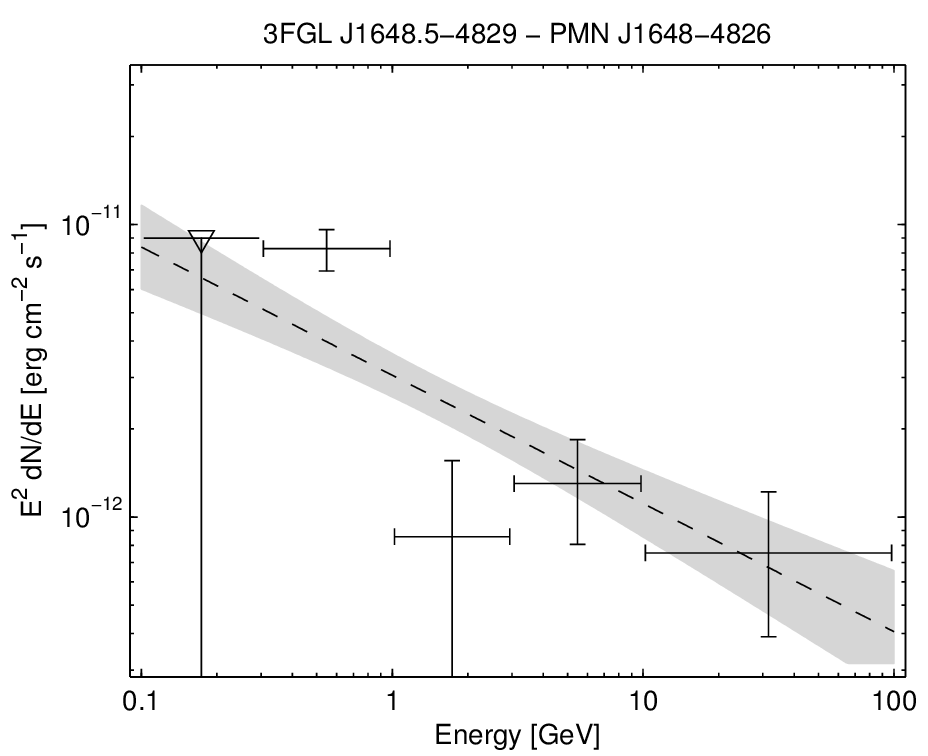 3FGL J1648.5−4829 − PMN J1648−4826
10⁻¹¹
10⁻¹²
E² dN/dE [erg cm⁻² s⁻¹]
0.1 1 10 100
Energy [GeV]